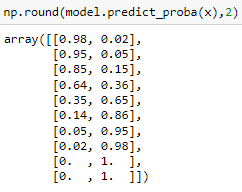 np.round(model.predict_proba(x),2)
array([[0.98, 0.02],
       [0.95, 0.05],
       [0.85, 0.15],
       [0.64, 0.36],
       [0.35, 0.65],
       [0.14, 0.86],
       [0.05, 0.95],
       [0.02, 0.98],
       [0.  , 1.  ],
       [0.  , 1.  ]])